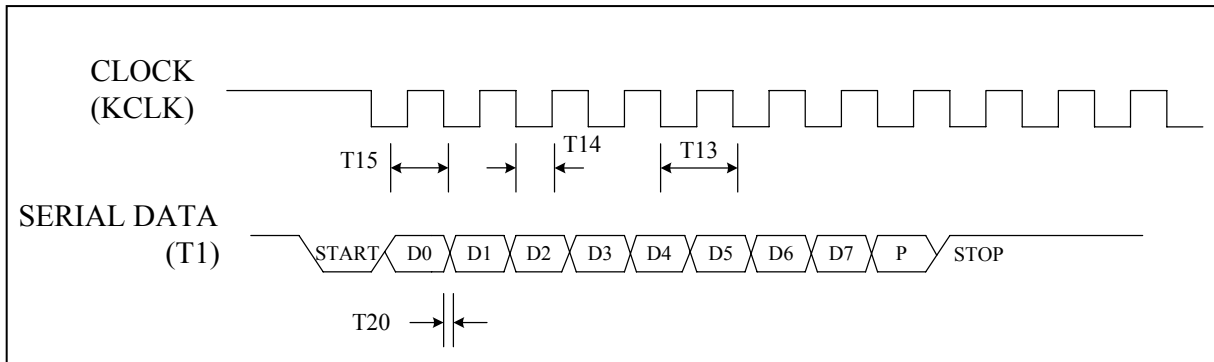 CLOCK
(KCLK)
T15
T14
T13
SERIAL DATA
(T1)
START D0 D1 D2 D3 D4 D5 D6 D7 P STOP
T20